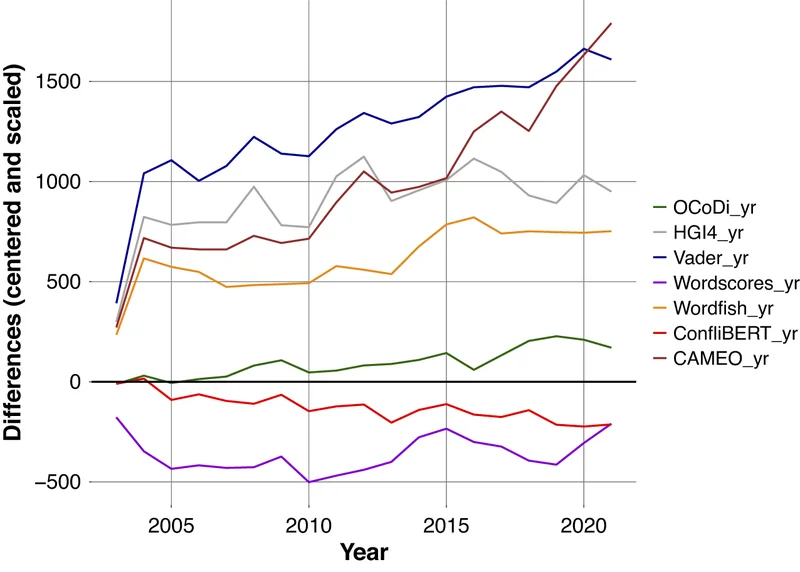 Differences (centered and scaled)
1500
1000
500
0
−500
2005
2010
2015
2020
Year
OCoDi_yr
HGI4_yr
Vader_yr
Wordscores_yr
Wordfish_yr
ConfliBERT_yr
CAMEO_yr